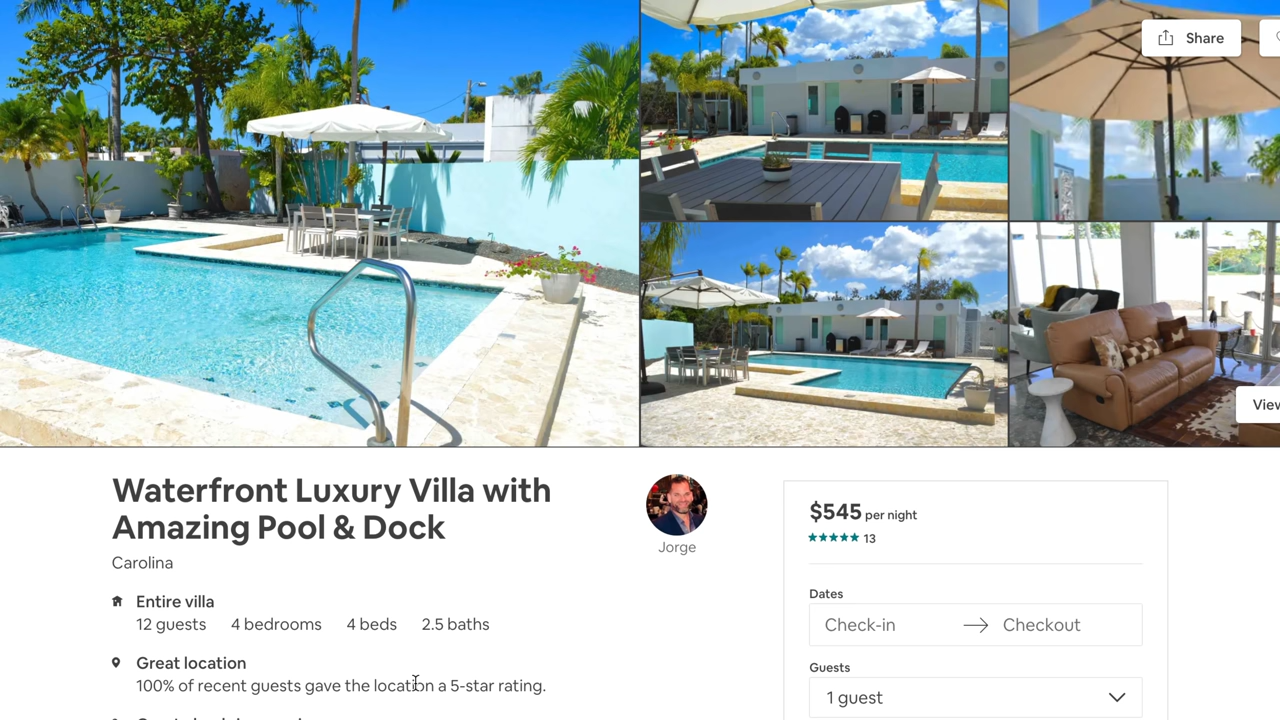 Share
View
Waterfront Luxury Villa with
Amazing Pool & Dock
Carolina
Jorge
Entire villa
12 guests 4 bedrooms 4 beds 2.5 baths
Great location
100% of recent guests gave the location a 5-star rating.
$545 per night
13
Dates
Check-in Checkout
Guests
1 guest